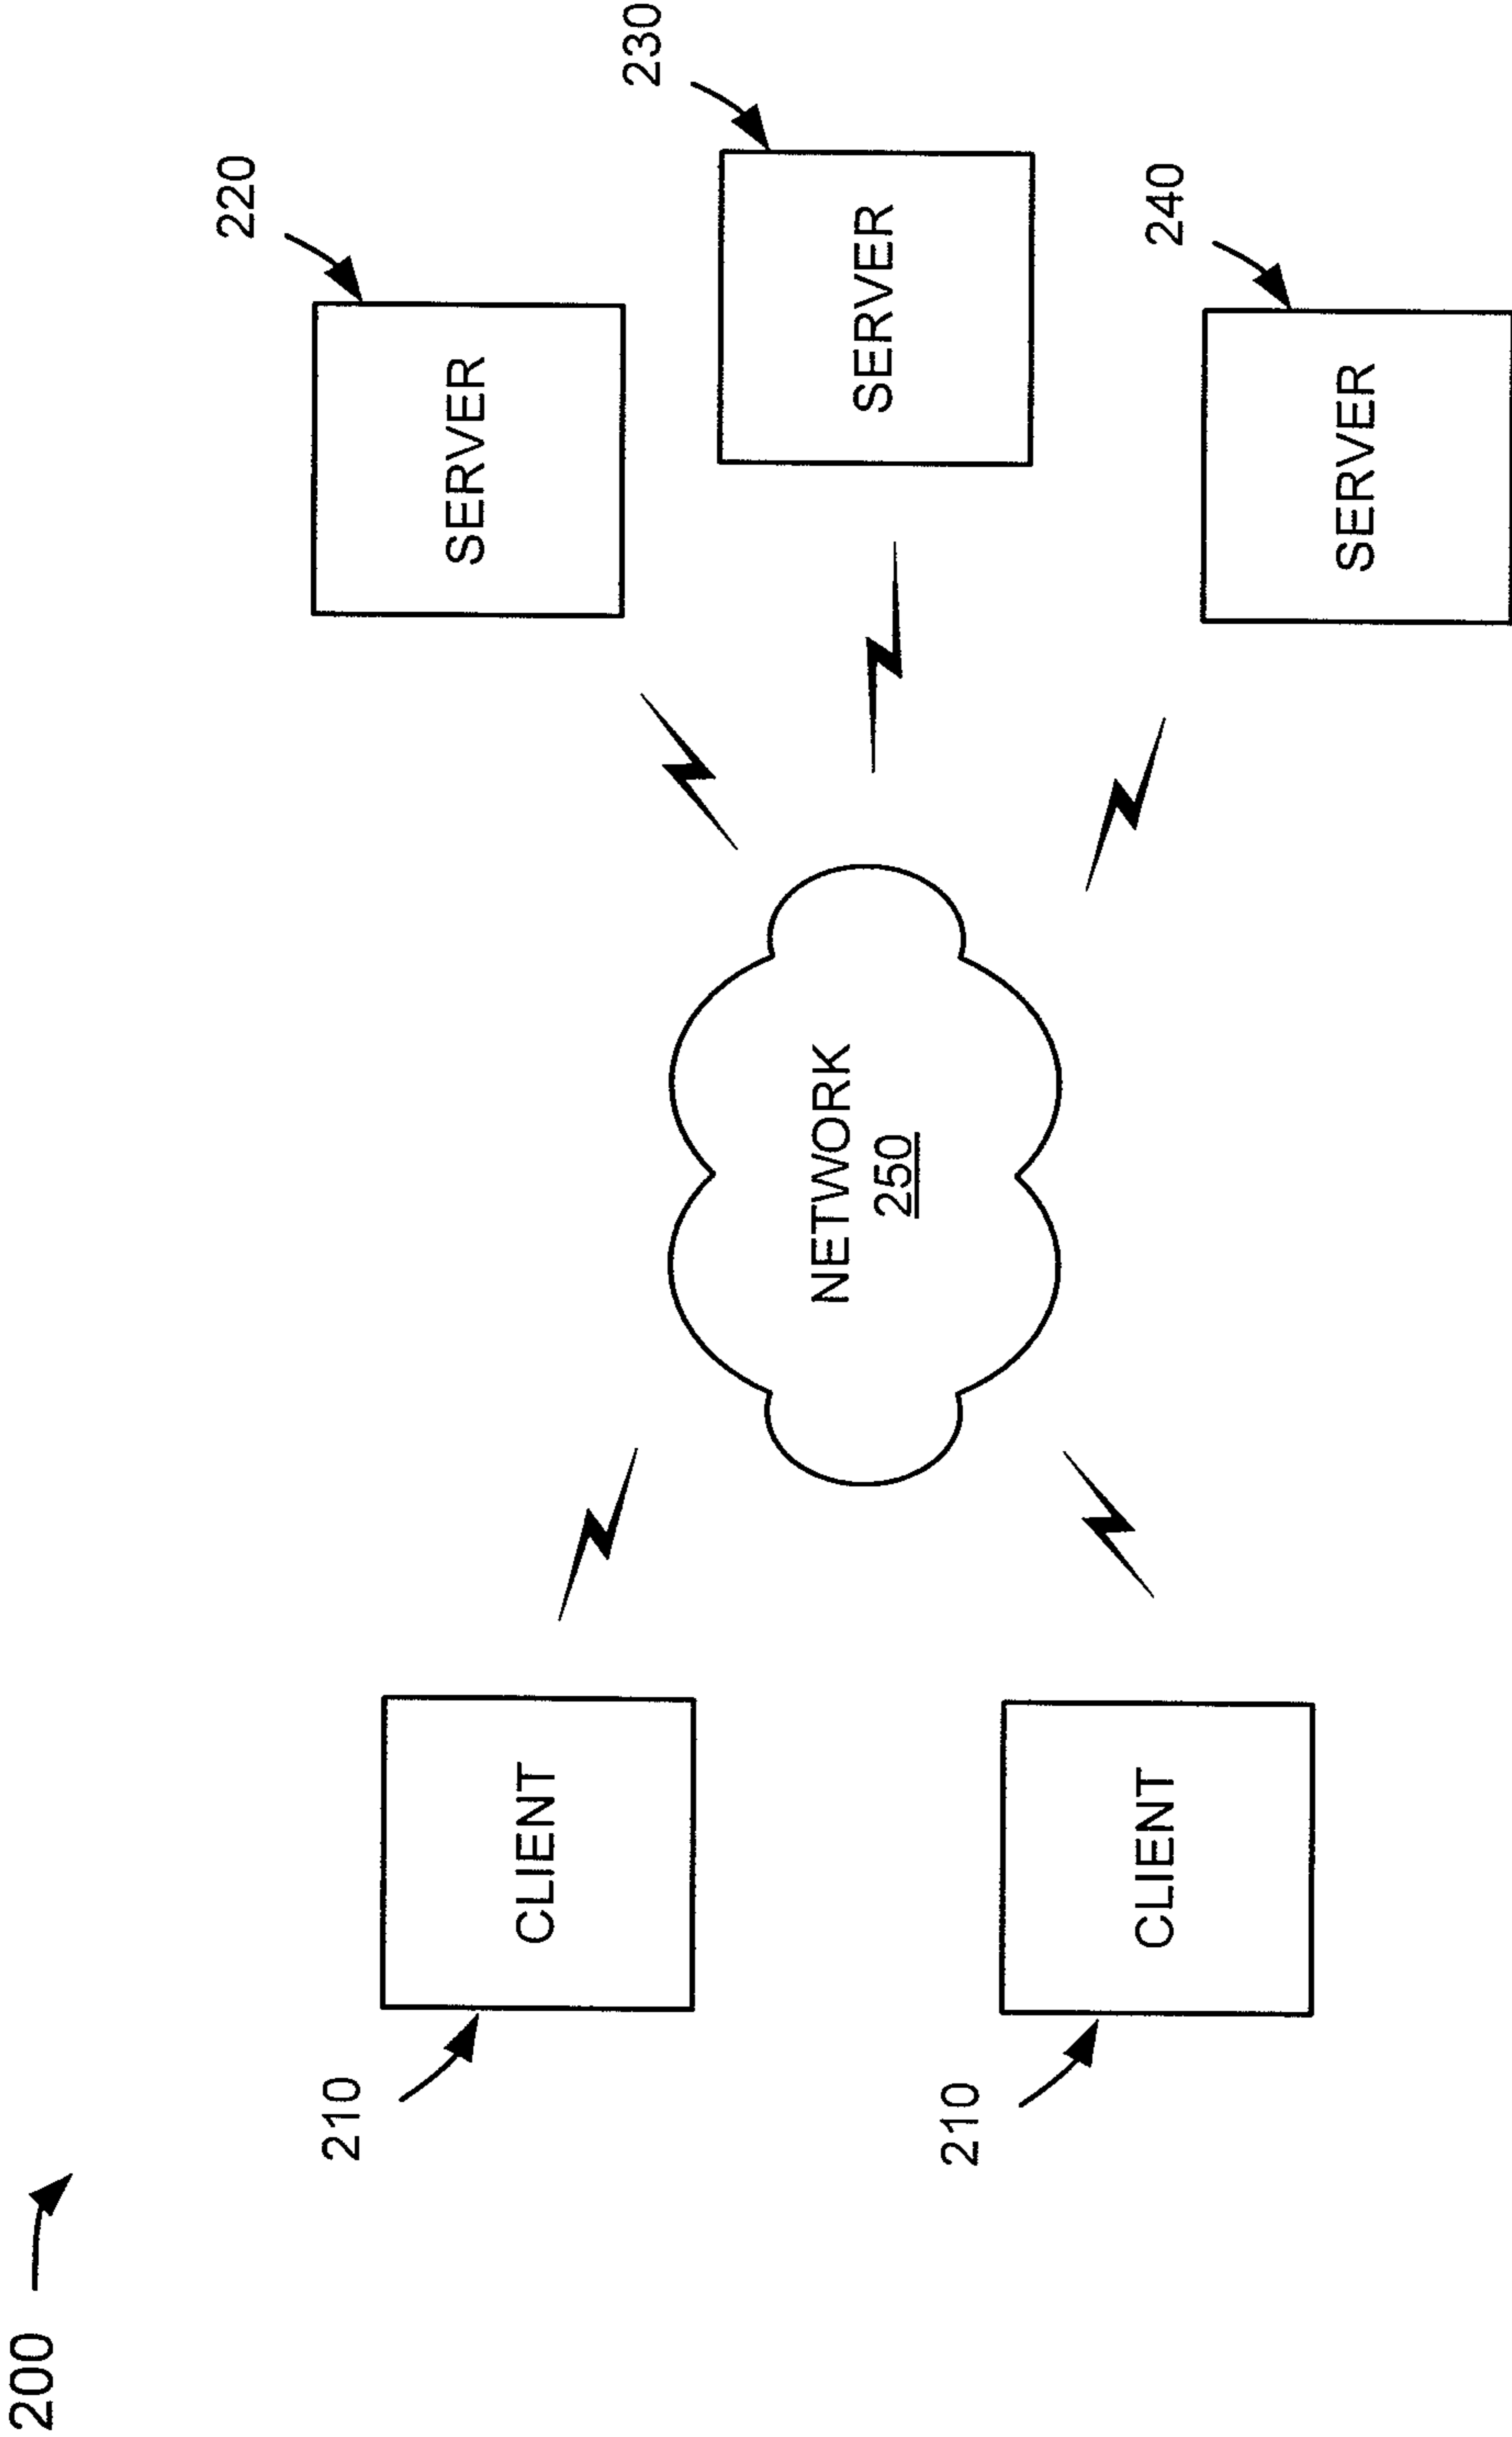 200
210
CLIENT
210
CLIENT
NETWORK
250
220
SERVER
230
SERVER
240
SERVER